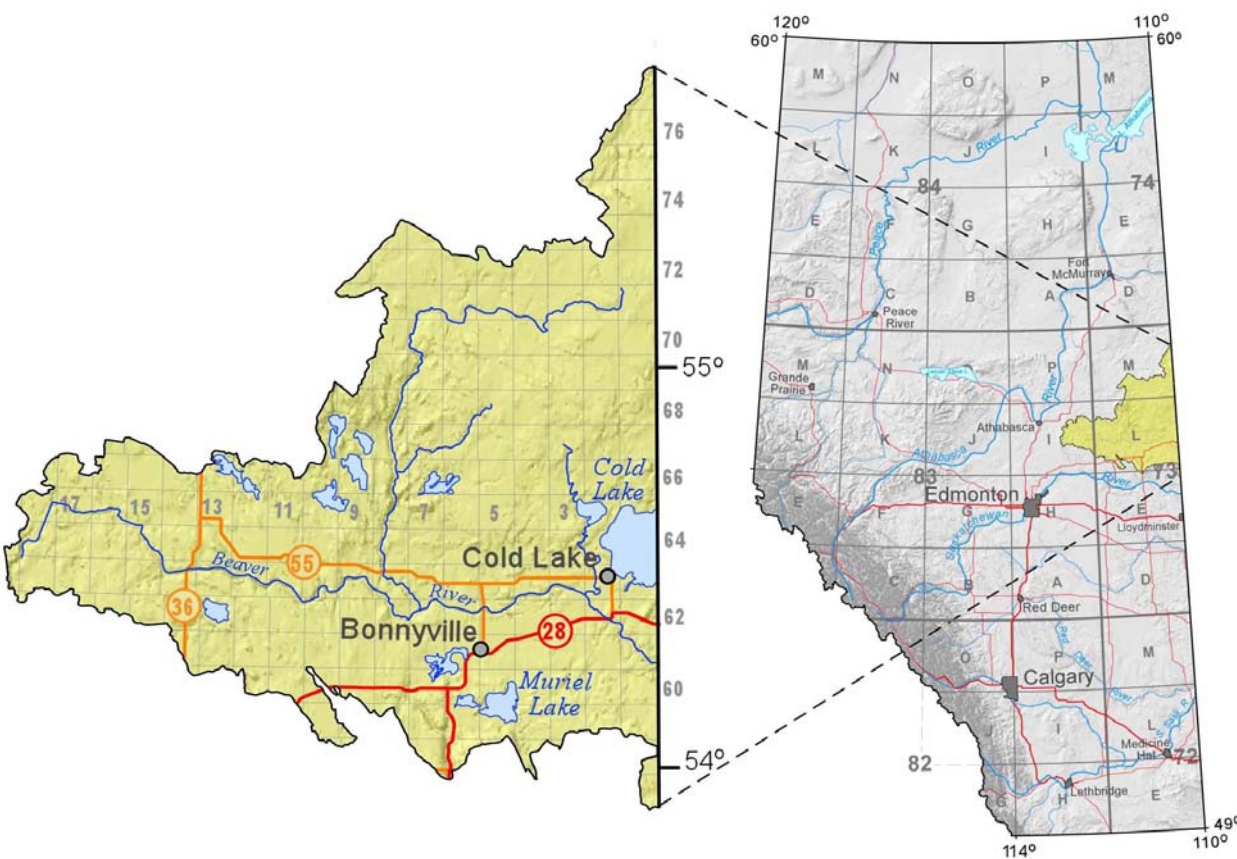 76
74
72
70
55°
68
66
64
62
60
54°
17
15
13
11
9
7
5
3
Cold
Lake
Cold Lake
55
Beaver
River
36
Bonnyville
28
Muriel
Lake
120°
60°
110°
60°
M
N
O
P
M
L
K
J
River
I
L. Athabasca
84
74
E
F
G
H
E
Peace
Fort
McMurray
D
C
B
A
D
Peace
River
M
N
P
M
Grande
Prairie
River
Athabasca
L
K
J
I
L
Athabasca
83
73
Edmonton
River
E
F
G
H
E
Lloydminster
Saskatchewan
C
B
A
D
Red Deer
Red
Deer
O
P
M
Calgary
River
I
L
S. Sask. R.
Medicine
Hat
72
82
Lethbridge
G
H
E
49°
114°
110°